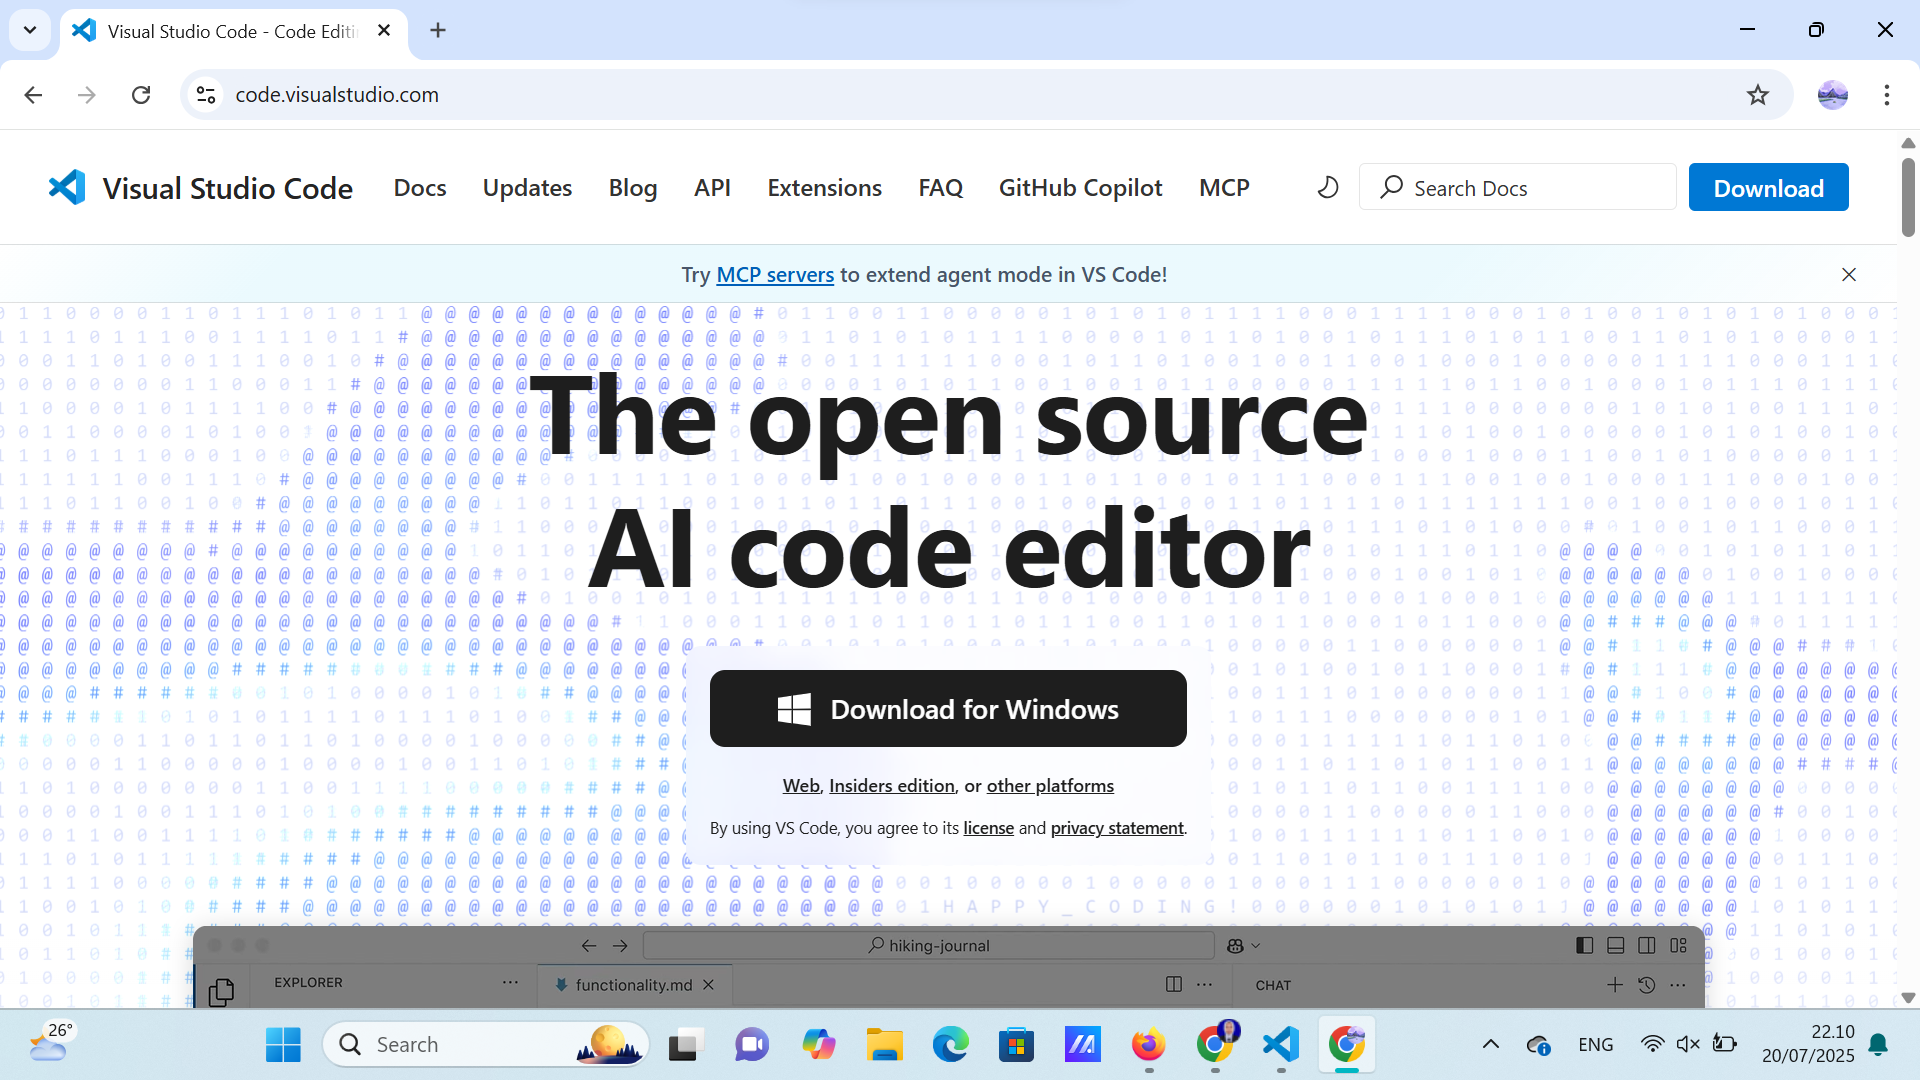 Visual Studio Code - Code Editi
code.visualstudio.com
Visual Studio Code Docs Updates Blog API Extensions FAQ GitHub Copilot MCP Search Docs Download
Try MCP servers to extend agent mode in VS Code!
The open source
AI code editor
Download for Windows
Web, Insiders edition, or other platforms
By using VS Code, you agree to its license and privacy statement.
HAPPY_CODING!
hiking-journal
EXPLORER functionality.md CHAT
26° Search ENG 22.10
20/07/2025